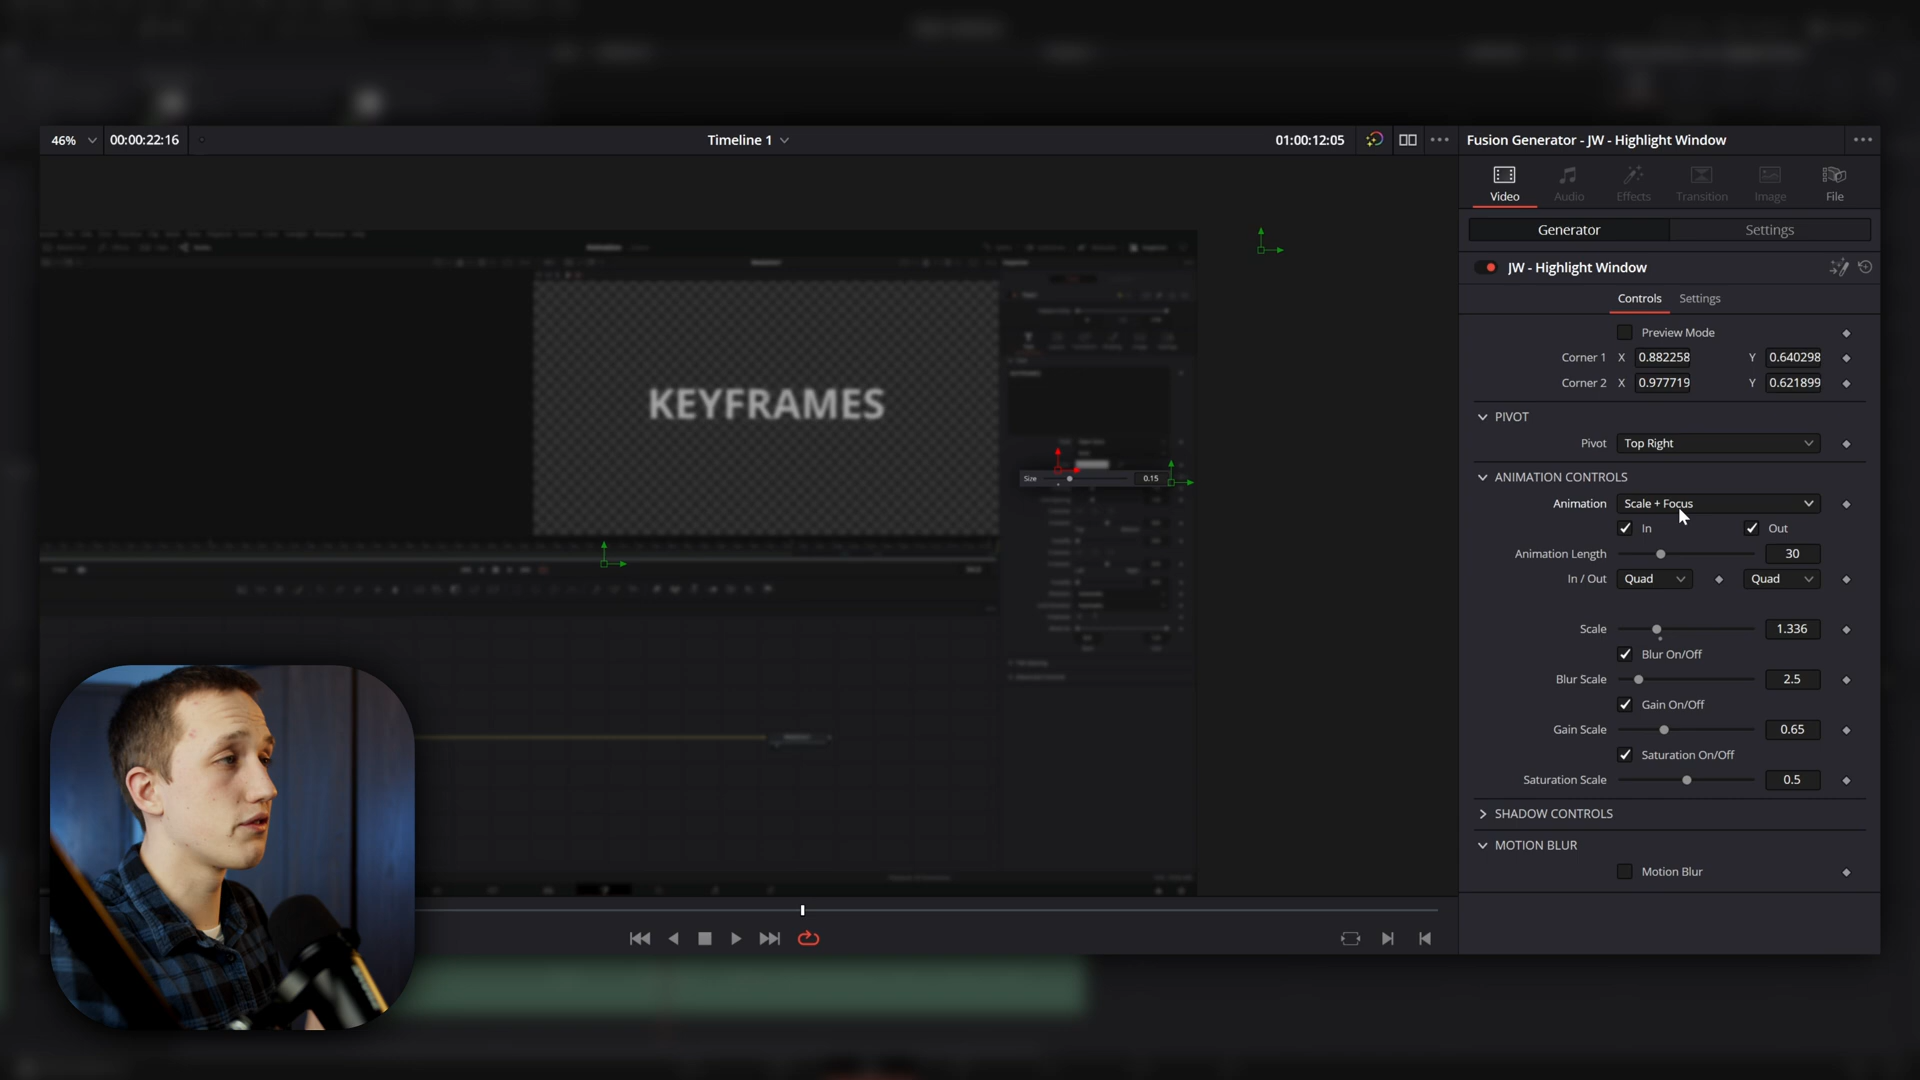 46%
00:00:22:16
Timeline 1
01:00:12:05
Fusion Generator - JW - Highlight Window
Video
Audio
Effects
Transition
Image
File
Generator
Settings
JW - Highlight Window
Controls
Settings
Preview Mode
Corner 1 X 0.882258 Y 0.640298
Corner 2 X 0.977719 Y 0.621899
PIVOT
Pivot Top Right
ANIMATION CONTROLS
Animation Scale + Focus
In Out
Animation Length 30
In / Out Quad Quad
Scale 1.336
Blur On/Off
Blur Scale 2.5
Gain On/Off
Gain Scale 0.65
Saturation On/Off
Saturation Scale 0.5
SHADOW CONTROLS
MOTION BLUR
Motion Blur
KEYFRAMES
Size 0.15